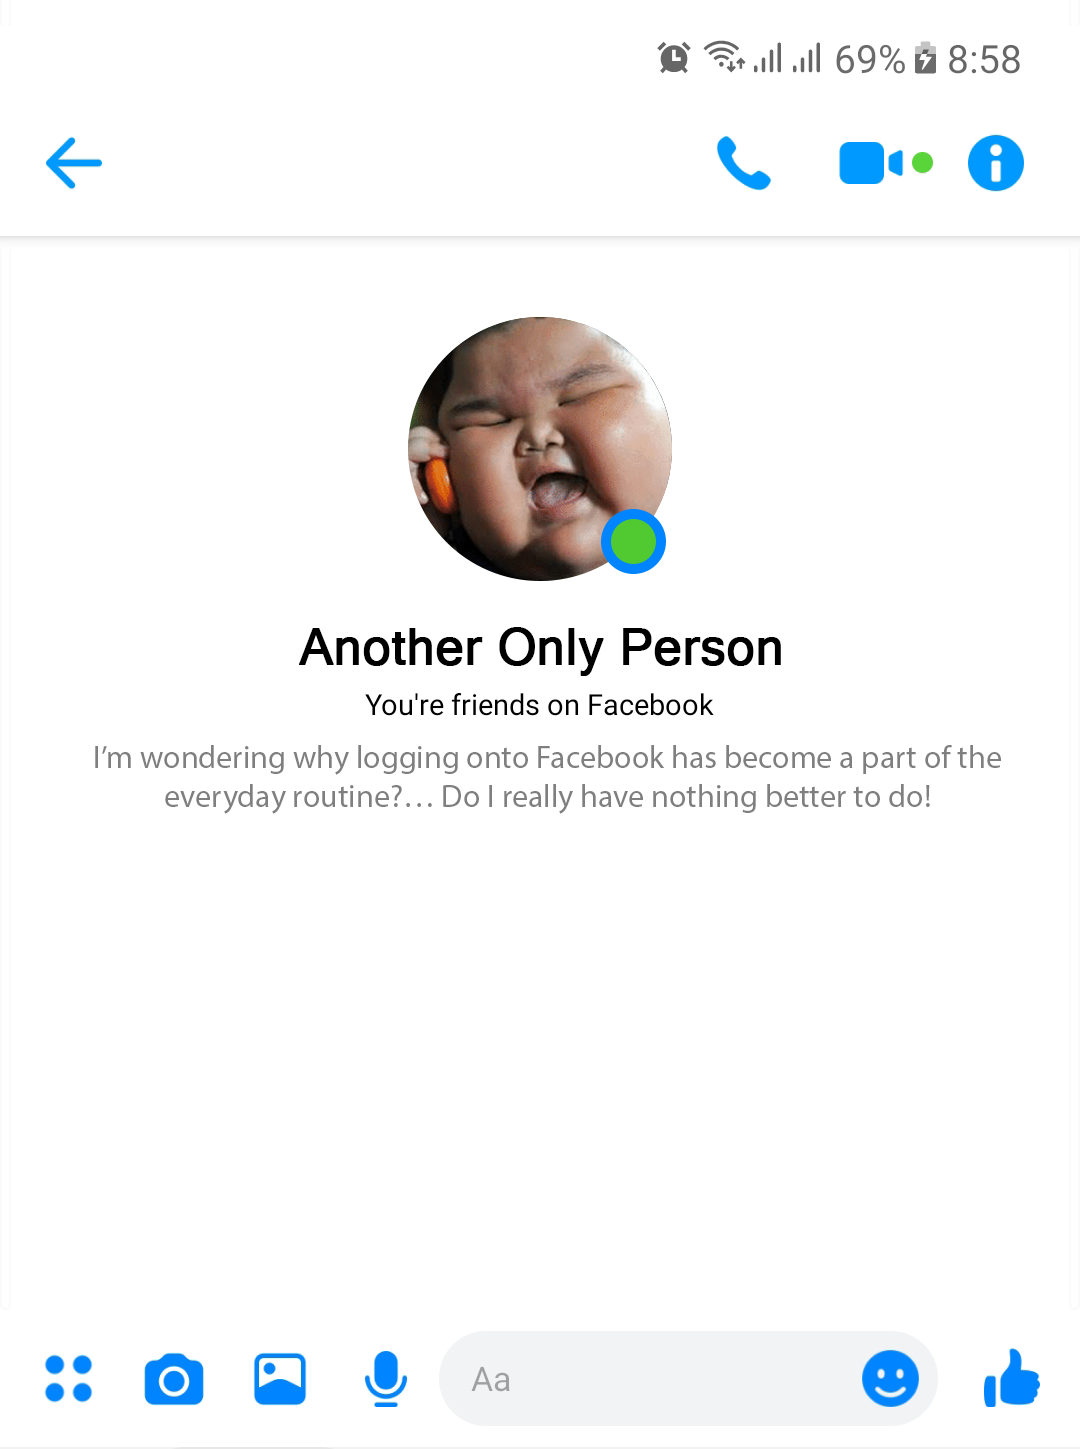 69% 8:58
Another Only Person
You're friends on Facebook
I’m wondering why logging onto Facebook has become a part of the
everyday routine?… Do I really have nothing better to do!
Aa